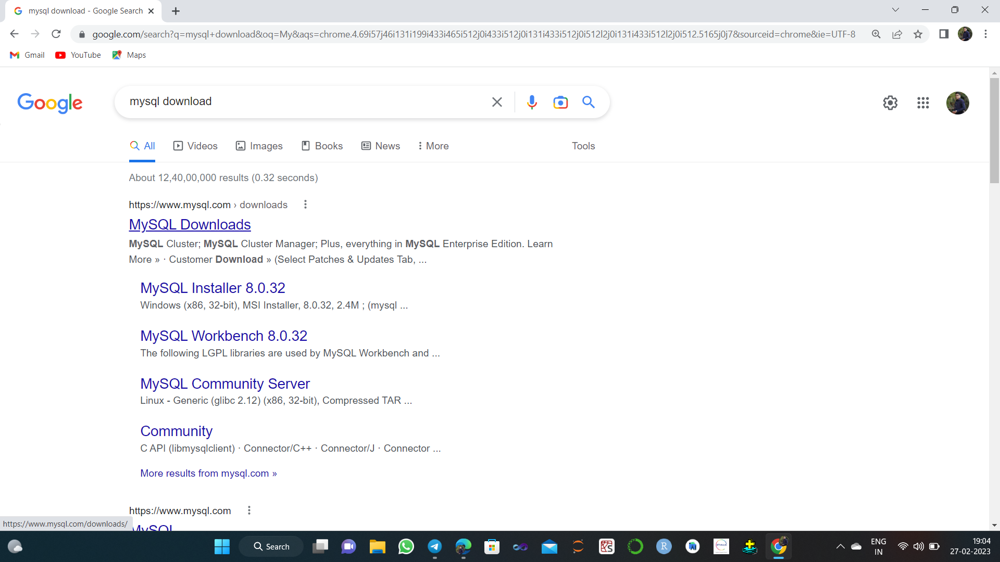 mysql download - Google Search
google.com/search?q=mysql+download&oq=My&aqs=chrome.4.69i57j46i131i199i433i465i512j0i433i512j0i131i433i512j0i512l2j0i131i433i512l2j0i512.5165j0j7&sourceid=chrome&ie=UTF-8
Gmail YouTube Maps
Google mysql download
All Videos Images Books News More Tools
About 12,40,00,000 results (0.32 seconds)
https://www.mysql.com › downloads
MySQL Downloads
MySQL Cluster; MySQL Cluster Manager; Plus, everything in MySQL Enterprise Edition. Learn
More » · Customer Download » (Select Patches & Updates Tab, ...
MySQL Installer 8.0.32
Windows (x86, 32-bit), MSI Installer, 8.0.32, 2.4M ; (mysql ...
MySQL Workbench 8.0.32
The following LGPL libraries are used by MySQL Workbench and ...
MySQL Community Server
Linux - Generic (glibc 2.12) (x86, 32-bit), Compressed TAR ...
Community
C API (libmysqlclient) · Connector/C++ · Connector/J · Connector ...
More results from mysql.com »
https://www.mysql.com
https://www.mysql.com/downloads/
MySQL
Search
ENG
IN
19:04
27-02-2023